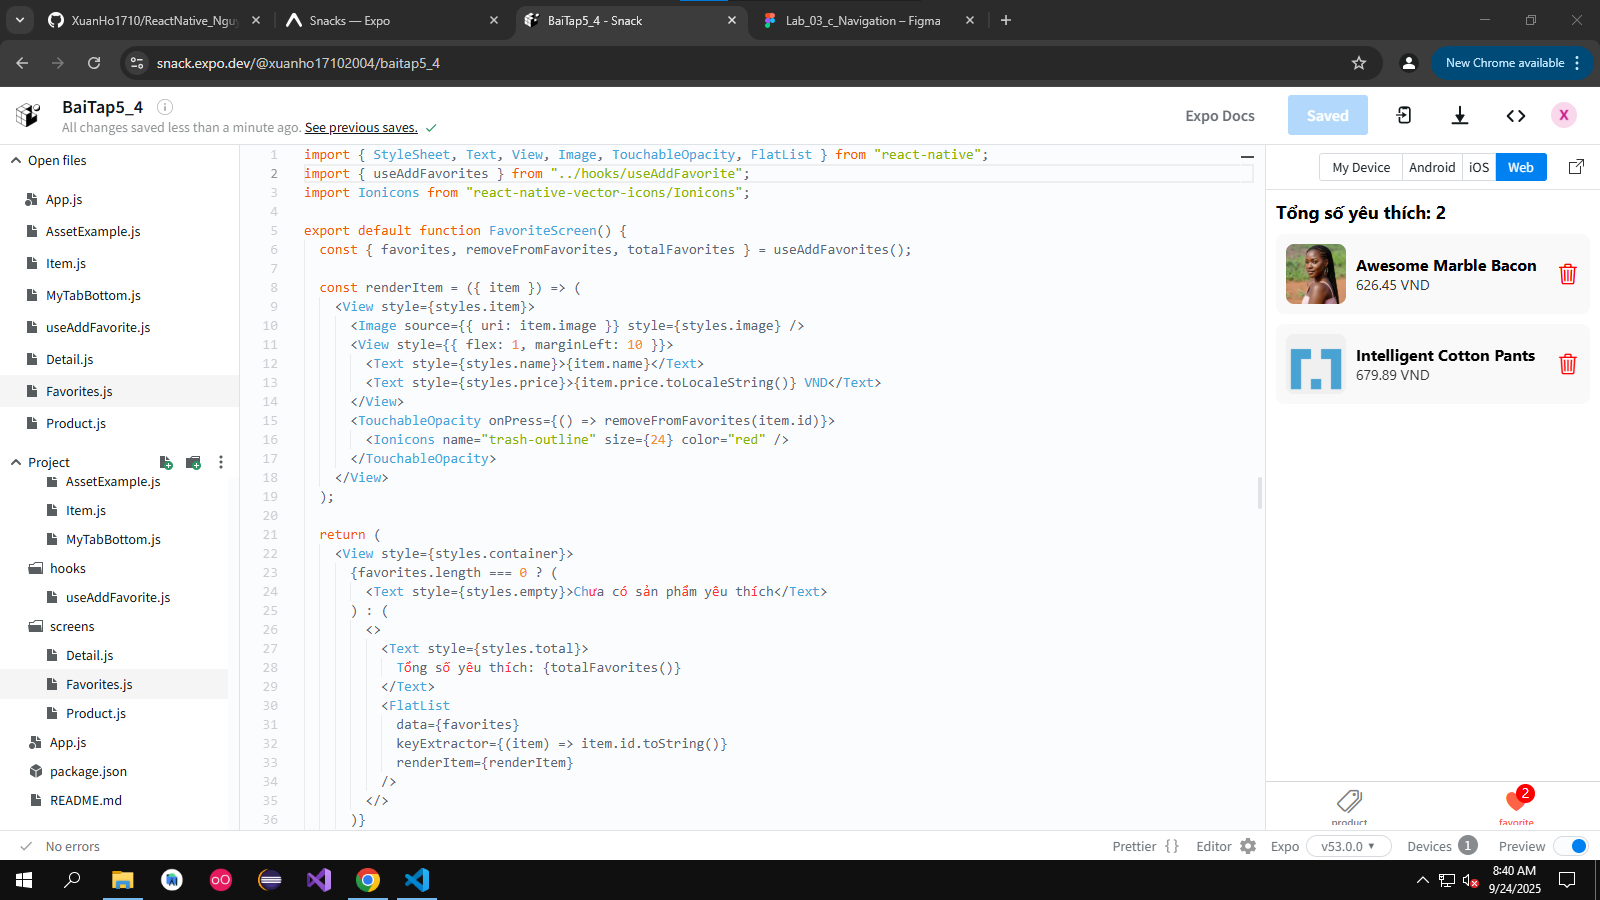 XuanHo1710/ReactNative_Nguy
Snacks — Expo
BaiTap5_4 - Snack
Lab_03_c_Navigation – Figma
snack.expo.dev/@xuanho17102004/baitap5_4
New Chrome available
BaiTap5_4
All changes saved less than a minute ago. See previous saves.
Expo Docs
Saved
X
Open files
App.js
AssetExample.js
Item.js
MyTabBottom.js
useAddFavorite.js
Detail.js
Favorites.js
Product.js
Project
AssetExample.js
Item.js
MyTabBottom.js
hooks
useAddFavorite.js
screens
Detail.js
Favorites.js
Product.js
App.js
package.json
README.md
1 import { StyleSheet, Text, View, Image, TouchableOpacity, FlatList } from "react-native";
2 import { useAddFavorites } from "../hooks/useAddFavorite";
3 import Ionicons from "react-native-vector-icons/Ionicons";
4
5 export default function FavoriteScreen() {
6 const { favorites, removeFromFavorites, totalFavorites } = useAddFavorites();
7
8 const renderItem = ({ item }) => (
9 <View style={styles.item}>
10 <Image source={{ uri: item.image }} style={styles.image} />
11 <View style={{ flex: 1, marginLeft: 10 }}>
12 <Text style={styles.name}>{item.name}</Text>
13 <Text style={styles.price}>{item.price.toLocaleString()} VND</Text>
14 </View>
15 <TouchableOpacity onPress={() => removeFromFavorites(item.id)}>
16 <Ionicons name="trash-outline" size={24} color="red" />
17 </TouchableOpacity>
18 </View>
19 );
20
21 return (
22 <View style={styles.container}>
23 {favorites.length === 0 ? (
24 <Text style={styles.empty}>Chưa có sản phẩm yêu thích</Text>
25 ) : (
26 <>
27 <Text style={styles.total}>
28 Tổng số yêu thích: {totalFavorites()}
29 </Text>
30 <FlatList
31 data={favorites}
32 keyExtractor={(item) => item.id.toString()}
33 renderItem={renderItem}
34 />
35 </>
36 )}
My Device
Android
iOS
Web
Tổng số yêu thích: 2
Awesome Marble Bacon
626.45 VND
Intelligent Cotton Pants
679.89 VND
product
2
favorite
No errors
Prettier { }
Editor
Expo
v53.0.0
Devices 1
Preview
8:40 AM
9/24/2025